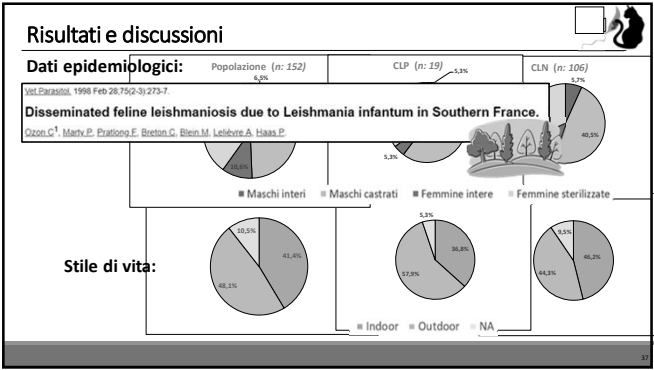 Risultati e discussioni
Dati epidemiologici:
Popolazione (n: 152)
CLP (n: 19)
CLN (n: 106)
6,5%
5,3%
5,7%
Vet Parasitol. 1998 Feb 28;75(2-3):273-7.
Disseminated feline leishmaniosis due to Leishmania infantum in Southern France.
Ozon C1, Marty P, Pratlong F, Breton C, Blein M, Lelièvre A, Haas P.
40,5%
5,3%
10,6%
Maschi interi Maschi castrati Femmine intere Femmine sterilizzate
Stile di vita:
10,5%
41,4%
48,1%
5,3%
36,8%
57,9%
9,5%
46,2%
44,3%
Indoor Outdoor NA
37